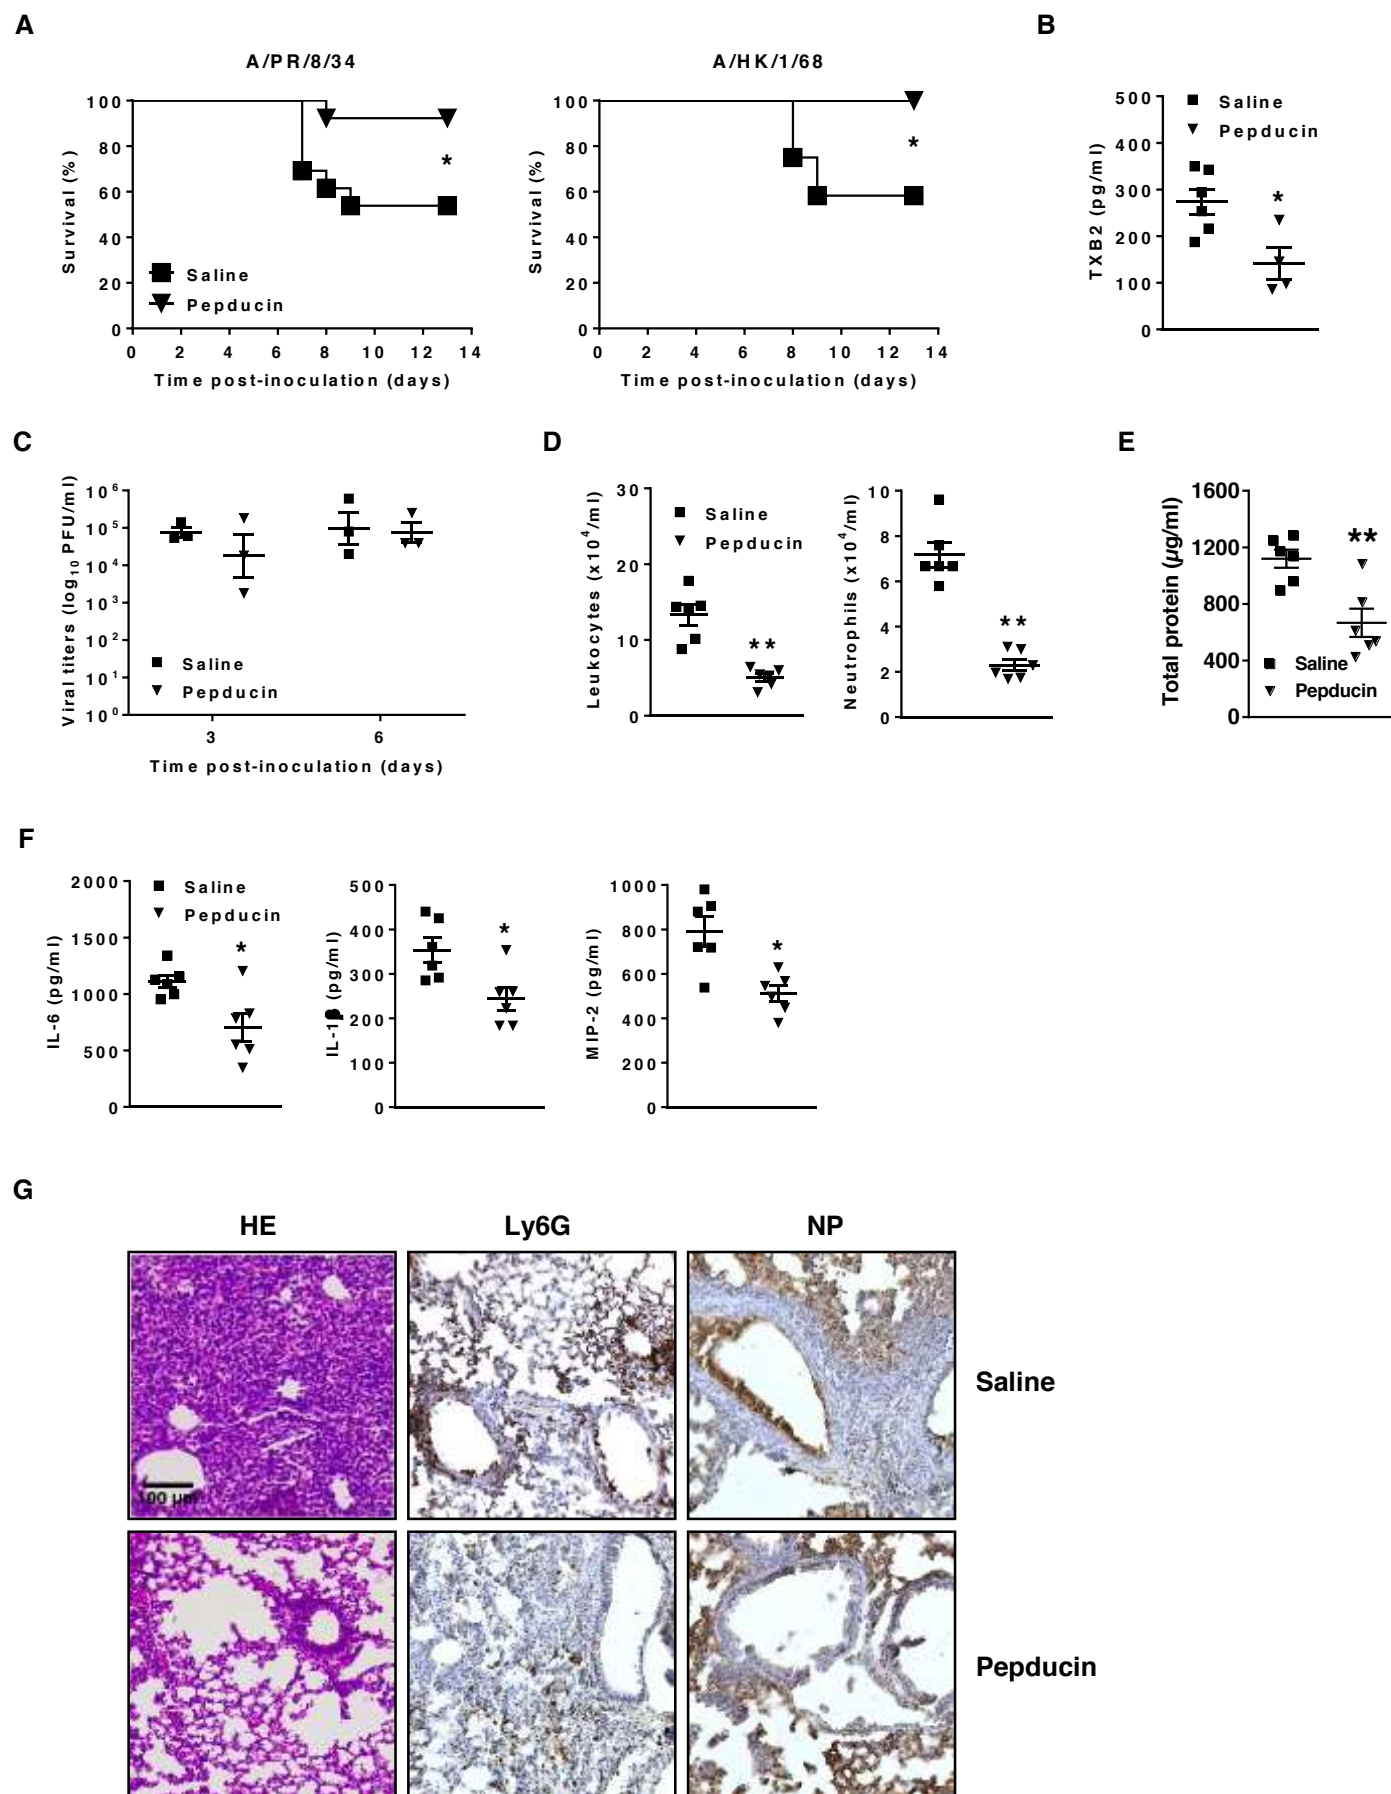 A
B
A/PR/8/34
A/HK/1/68
Survival (%)
100
80
60
40
20
0
Saline
Pepducin
0 2 4 6 8 10 12 14
Time post-inoculation (days)
Survival (%)
100
80
60
40
20
0
*
*
0 2 4 6 8 10 12 14
Time post-inoculation (days)
TXB2 (pg/ml)
500
400
300
200
100
0
Saline
Pepducin
*
C
D
E
Viral titers (log10 PFU/ml)
10^6
10^5
10^4
10^3
10^2
10^1
10^0
Saline
Pepducin
3 6
Time post-inoculation (days)
Leukocytes (x10^4/ml)
30
20
10
0
Saline
Pepducin
**
Neutrophils (x10^4/ml)
10
8
6
4
2
0
**
Total protein (µg/ml)
1600
1200
800
400
0
**
Saline
Pepducin
F
IL-6 (pg/ml)
2000
1500
1000
500
0
Saline
Pepducin
*
IL-1β (pg/ml)
500
400
300
200
100
0
*
MIP-2 (pg/ml)
1000
800
600
400
200
0
*
G
HE Ly6G NP
100 µm
Saline
Pepducin